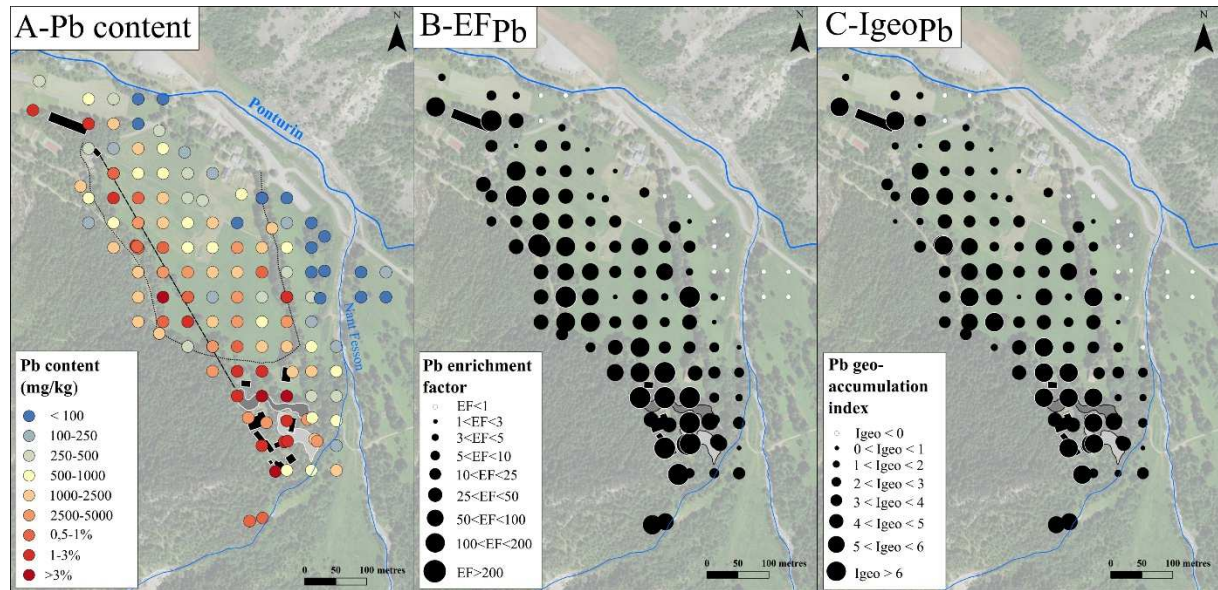 A-Pb content
N
Ponturin
Nant Fesson
Pb content
(mg/kg)
< 100
100-250
250-500
500-1000
1000-2500
2500-5000
0,5-1%
1-3%
>3%
0 50 100 metres
B-EFPb
N
Pb enrichment
factor
EF<1
1<EF<3
3<EF<5
5<EF<10
10<EF<25
25<EF<50
50<EF<100
100<EF<200
EF>200
0 50 100 metres
C-IgeoPb
N
Pb geo-
accumulation
index
Igeo < 0
0 < Igeo < 1
1 < Igeo < 2
2 < Igeo < 3
3 < Igeo < 4
4 < Igeo < 5
5 < Igeo < 6
Igeo > 6
0 50 100 metres